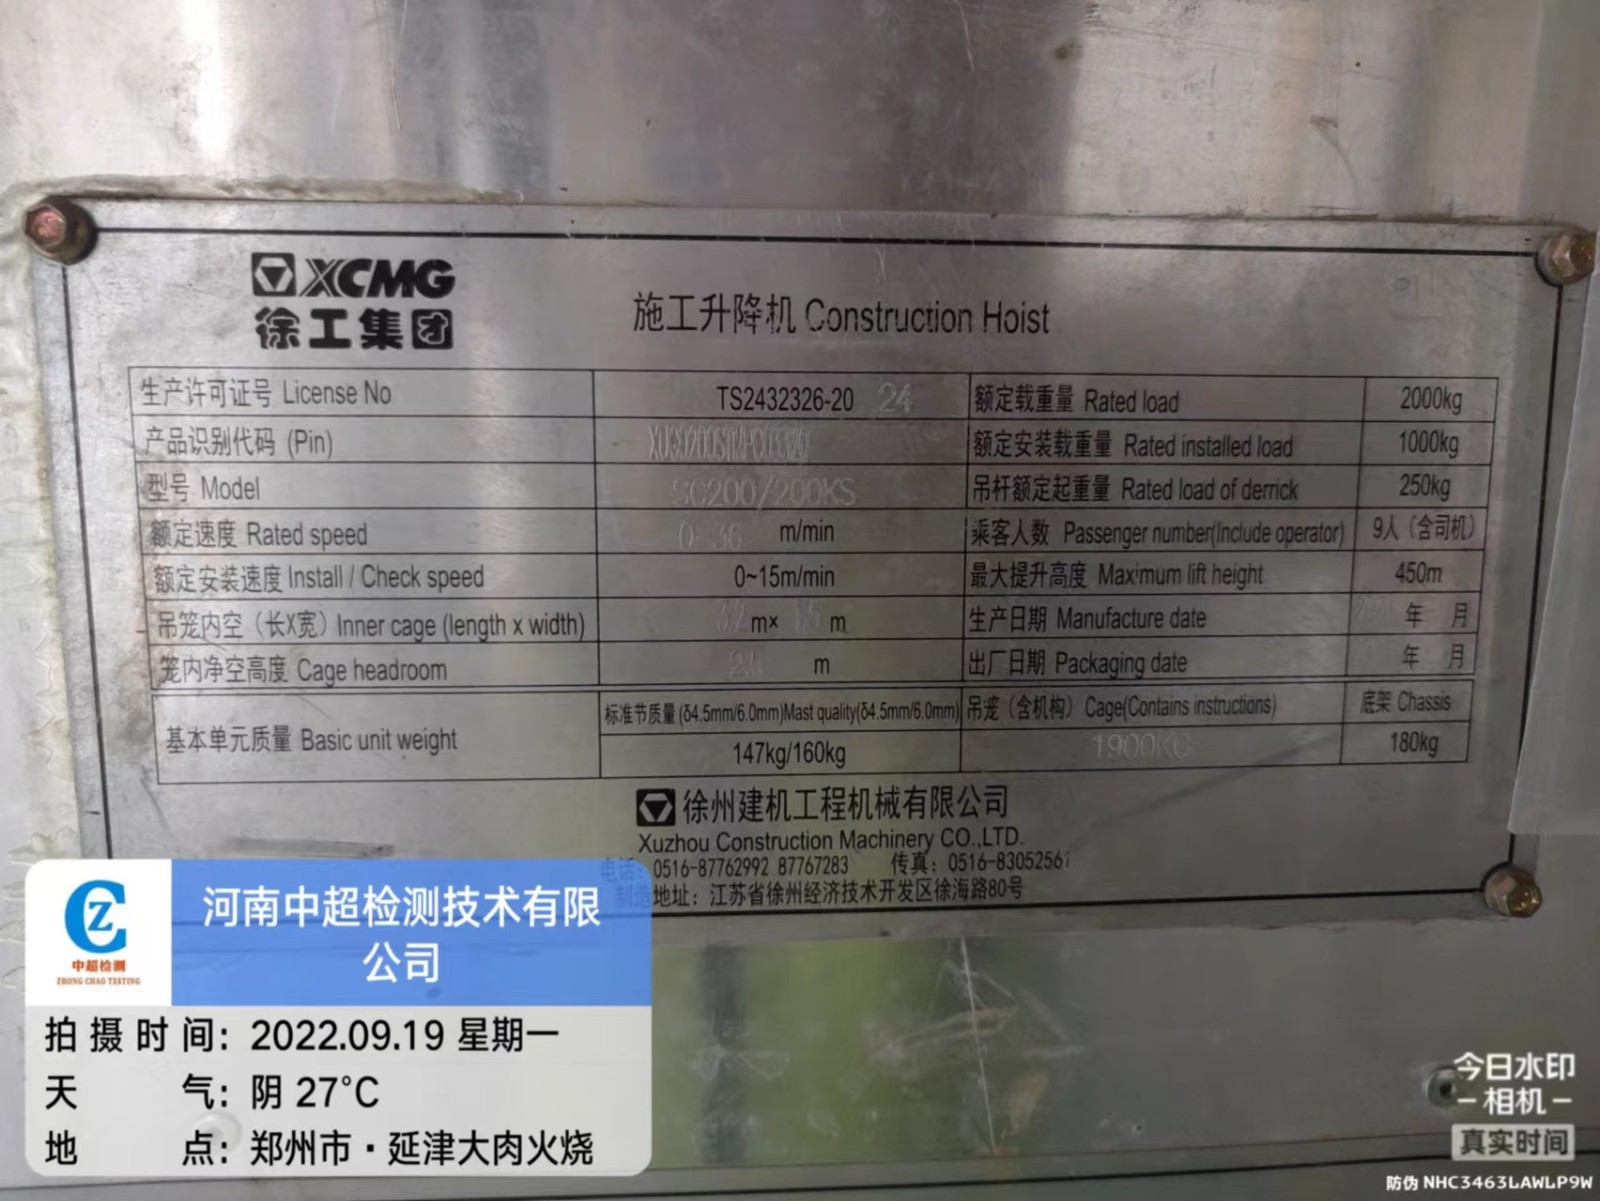 XCMG
徐工集团
施工升降机 Construction Hoist
生产许可证号 License No TS2432326-20 24 额定载重量 Rated load 2000kg
产品识别代码 (Pin) 额定安装载重量 Rated installed load 1000kg
型号 Model SC200/200KS 吊杆额定起重量 Rated load of derrick 250kg
额定速度 Rated speed 0-36 m/min 乘客人数 Passenger number(Include operator) 9人（含司机）
额定安装速度 Install / Check speed 0~15m/min 最大提升高度 Maximum lift height 450m
吊笼内空（长X宽）Inner cage (length x width) 3.2 m× 1.5 m 生产日期 Manufacture date 年 月
笼内净空高度 Cage headroom m 出厂日期 Packaging date 年 月
基本单元质量 Basic unit weight 标准节质量(δ4.5mm/6.0mm)Mast quality(δ4.5mm/6.0mm) 吊笼（含机构）Cage(Contains instructions) 底架 Chassis
147kg/160kg 1900KG 180kg
徐州建机工程机械有限公司
Xuzhou Construction Machinery CO.,LTD.
电话：0516-87762992 87767283 传真：0516-83052561
制造地址：江苏省徐州经济技术开发区徐海路80号
CZ
中超检测
ZHONG CHAO TESTING
河南中超检测技术有限
公司
拍摄时间：2022.09.19 星期一
天气：阴 27°C
地点：郑州市·延津大肉火烧
今日水印
-相机-
真实时间
防伪 NHC3463LAWLP9W